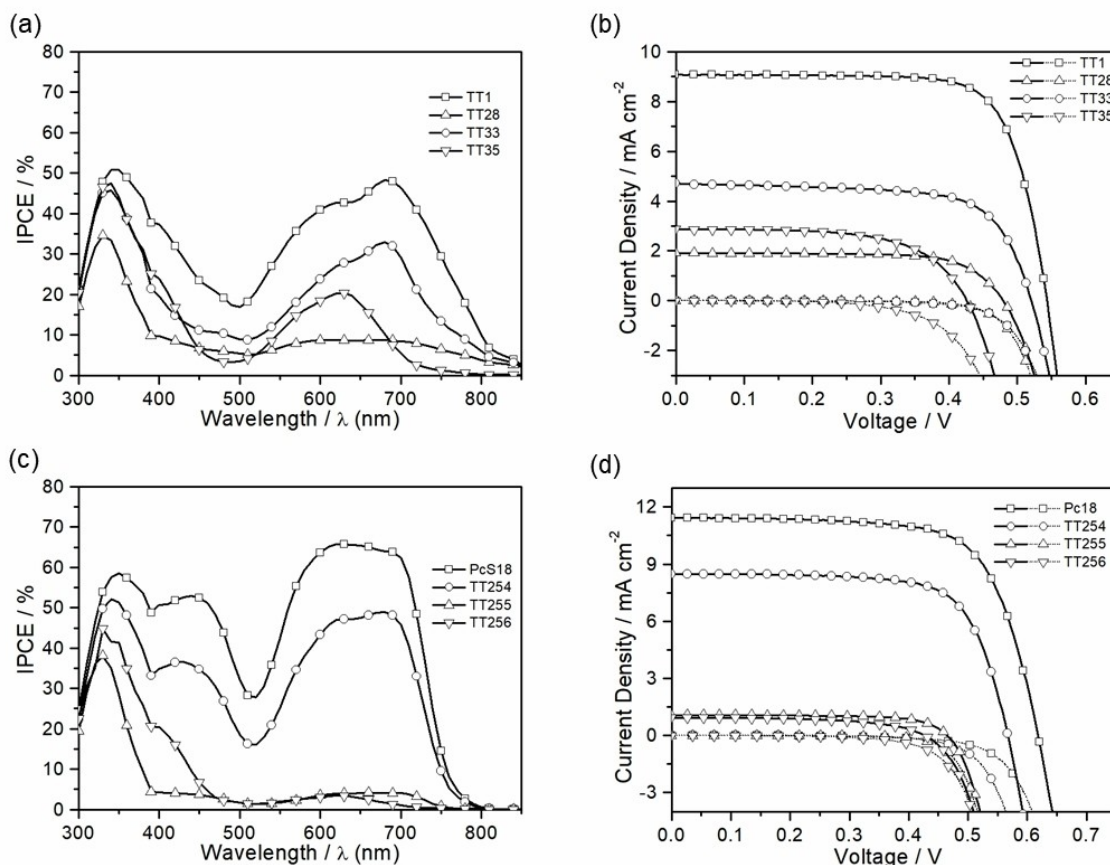 (a)
80
70
60
50
40
30
20
10
0
IPCE / %
TT1
TT28
TT33
TT35
300 400 500 600 700 800
Wavelength / λ (nm)
(b)
10
8
6
4
2
0
-2
Current Density / mA cm⁻²
TT1
TT28
TT33
TT35
0.0 0.1 0.2 0.3 0.4 0.5 0.6
Voltage / V
(c)
80
70
60
50
40
30
20
10
0
IPCE / %
PcS18
TT254
TT255
TT256
300 400 500 600 700 800
Wavelength / λ (nm)
(d)
12
9
6
3
0
-3
Current Density / mA cm⁻²
Pc18
TT254
TT255
TT256
0.0 0.1 0.2 0.3 0.4 0.5 0.6 0.7
Voltage / V